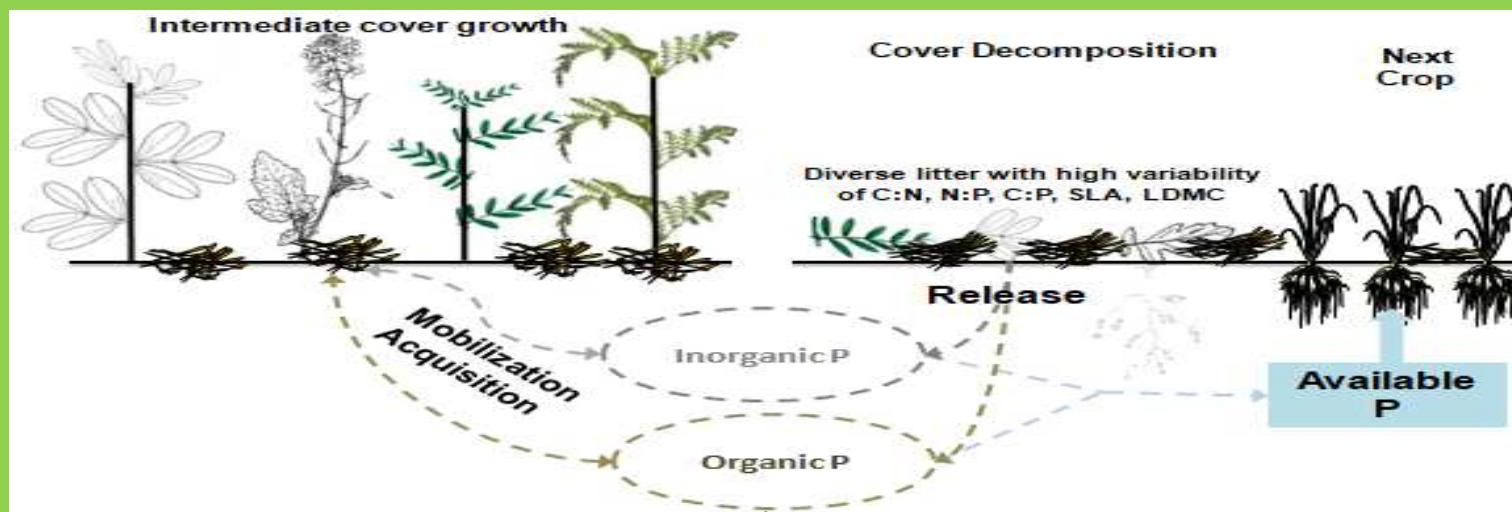 Intermediate cover growth
Cover Decomposition
Next
Crop
Diverse litter with high variability
of C:N, N:P, C:P, SLA, LDMC
Release
Mobilization
Acquisition
Inorganic P
Available
P
Organic P